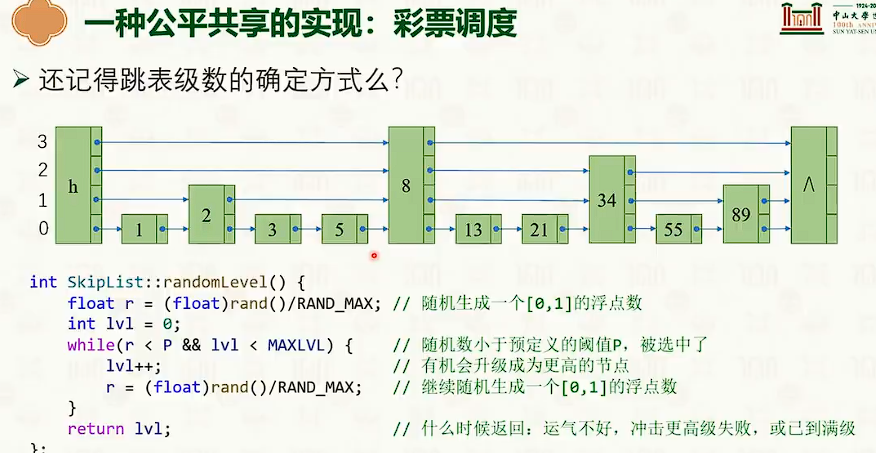 一种公平共享的实现：彩票调度
1924-20
中山大学
100th anni
SUN YAT-SEN UN
➢ 还记得跳表级数的确定方式么？
3
2
1
0
h
1
2
3
5
8
13
21
34
55
89
/\
int SkipList::randomLevel() {
float r = (float)rand()/RAND_MAX; // 随机生成一个[0,1]的浮点数
int lvl = 0;
while(r < P && lvl < MAXLVL) { // 随机数小于预定义的阈值P，被选中了
lvl++; // 有机会升级成为更高的节点
r = (float)rand()/RAND_MAX; // 继续随机生成一个[0,1]的浮点数
}
return lvl; // 什么时候返回：运气不好，冲击更高级失败，或已到满级
};